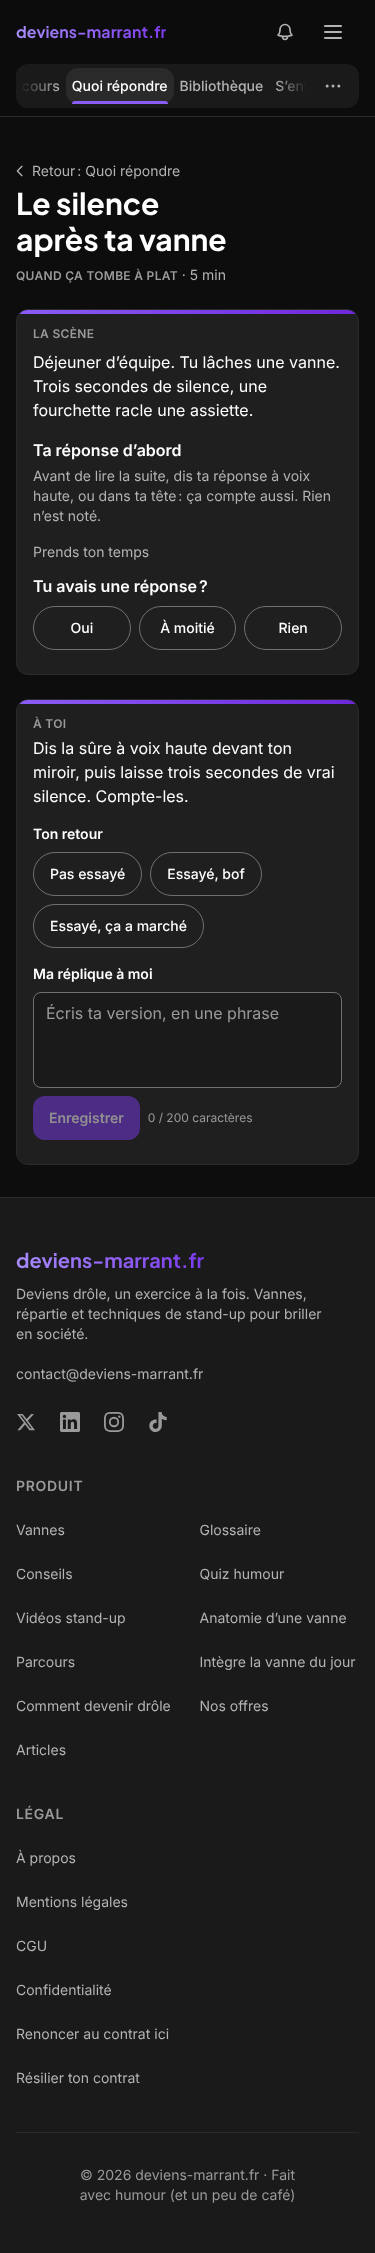 deviens-marrant.fr
cours Quoi répondre Bibliothèque S'en
Retour : Quoi répondre
Le silence
après ta vanne
QUAND ÇA TOMBE À PLAT · 5 min
LA SCÈNE
Déjeuner d'équipe. Tu lâches une vanne.
Trois secondes de silence, une
fourchette racle une assiette.
Ta réponse d'abord
Avant de lire la suite, dis ta réponse à voix
haute, ou dans ta tête : ça compte aussi. Rien
n'est noté.
Prends ton temps
Tu avais une réponse ?
Oui À moitié Rien
À TOI
Dis la sûre à voix haute devant ton
miroir, puis laisse trois secondes de vrai
silence. Compte-les.
Ton retour
Pas essayé Essayé, bof
Essayé, ça a marché
Ma réplique à moi
Écris ta version, en une phrase
Enregistrer 0 / 200 caractères
deviens-marrant.fr
Deviens drôle, un exercice à la fois. Vannes,
répartie et techniques de stand-up pour briller
en société.
contact@deviens-marrant.fr
PRODUIT
Vannes Glossaire
Conseils Quiz humour
Vidéos stand-up Anatomie d'une vanne
Parcours Intègre la vanne du jour
Comment devenir drôle Nos offres
Articles
LÉGAL
À propos
Mentions légales
CGU
Confidentialité
Renoncer au contrat ici
Résilier ton contrat
© 2026 deviens-marrant.fr · Fait
avec humour (et un peu de café)